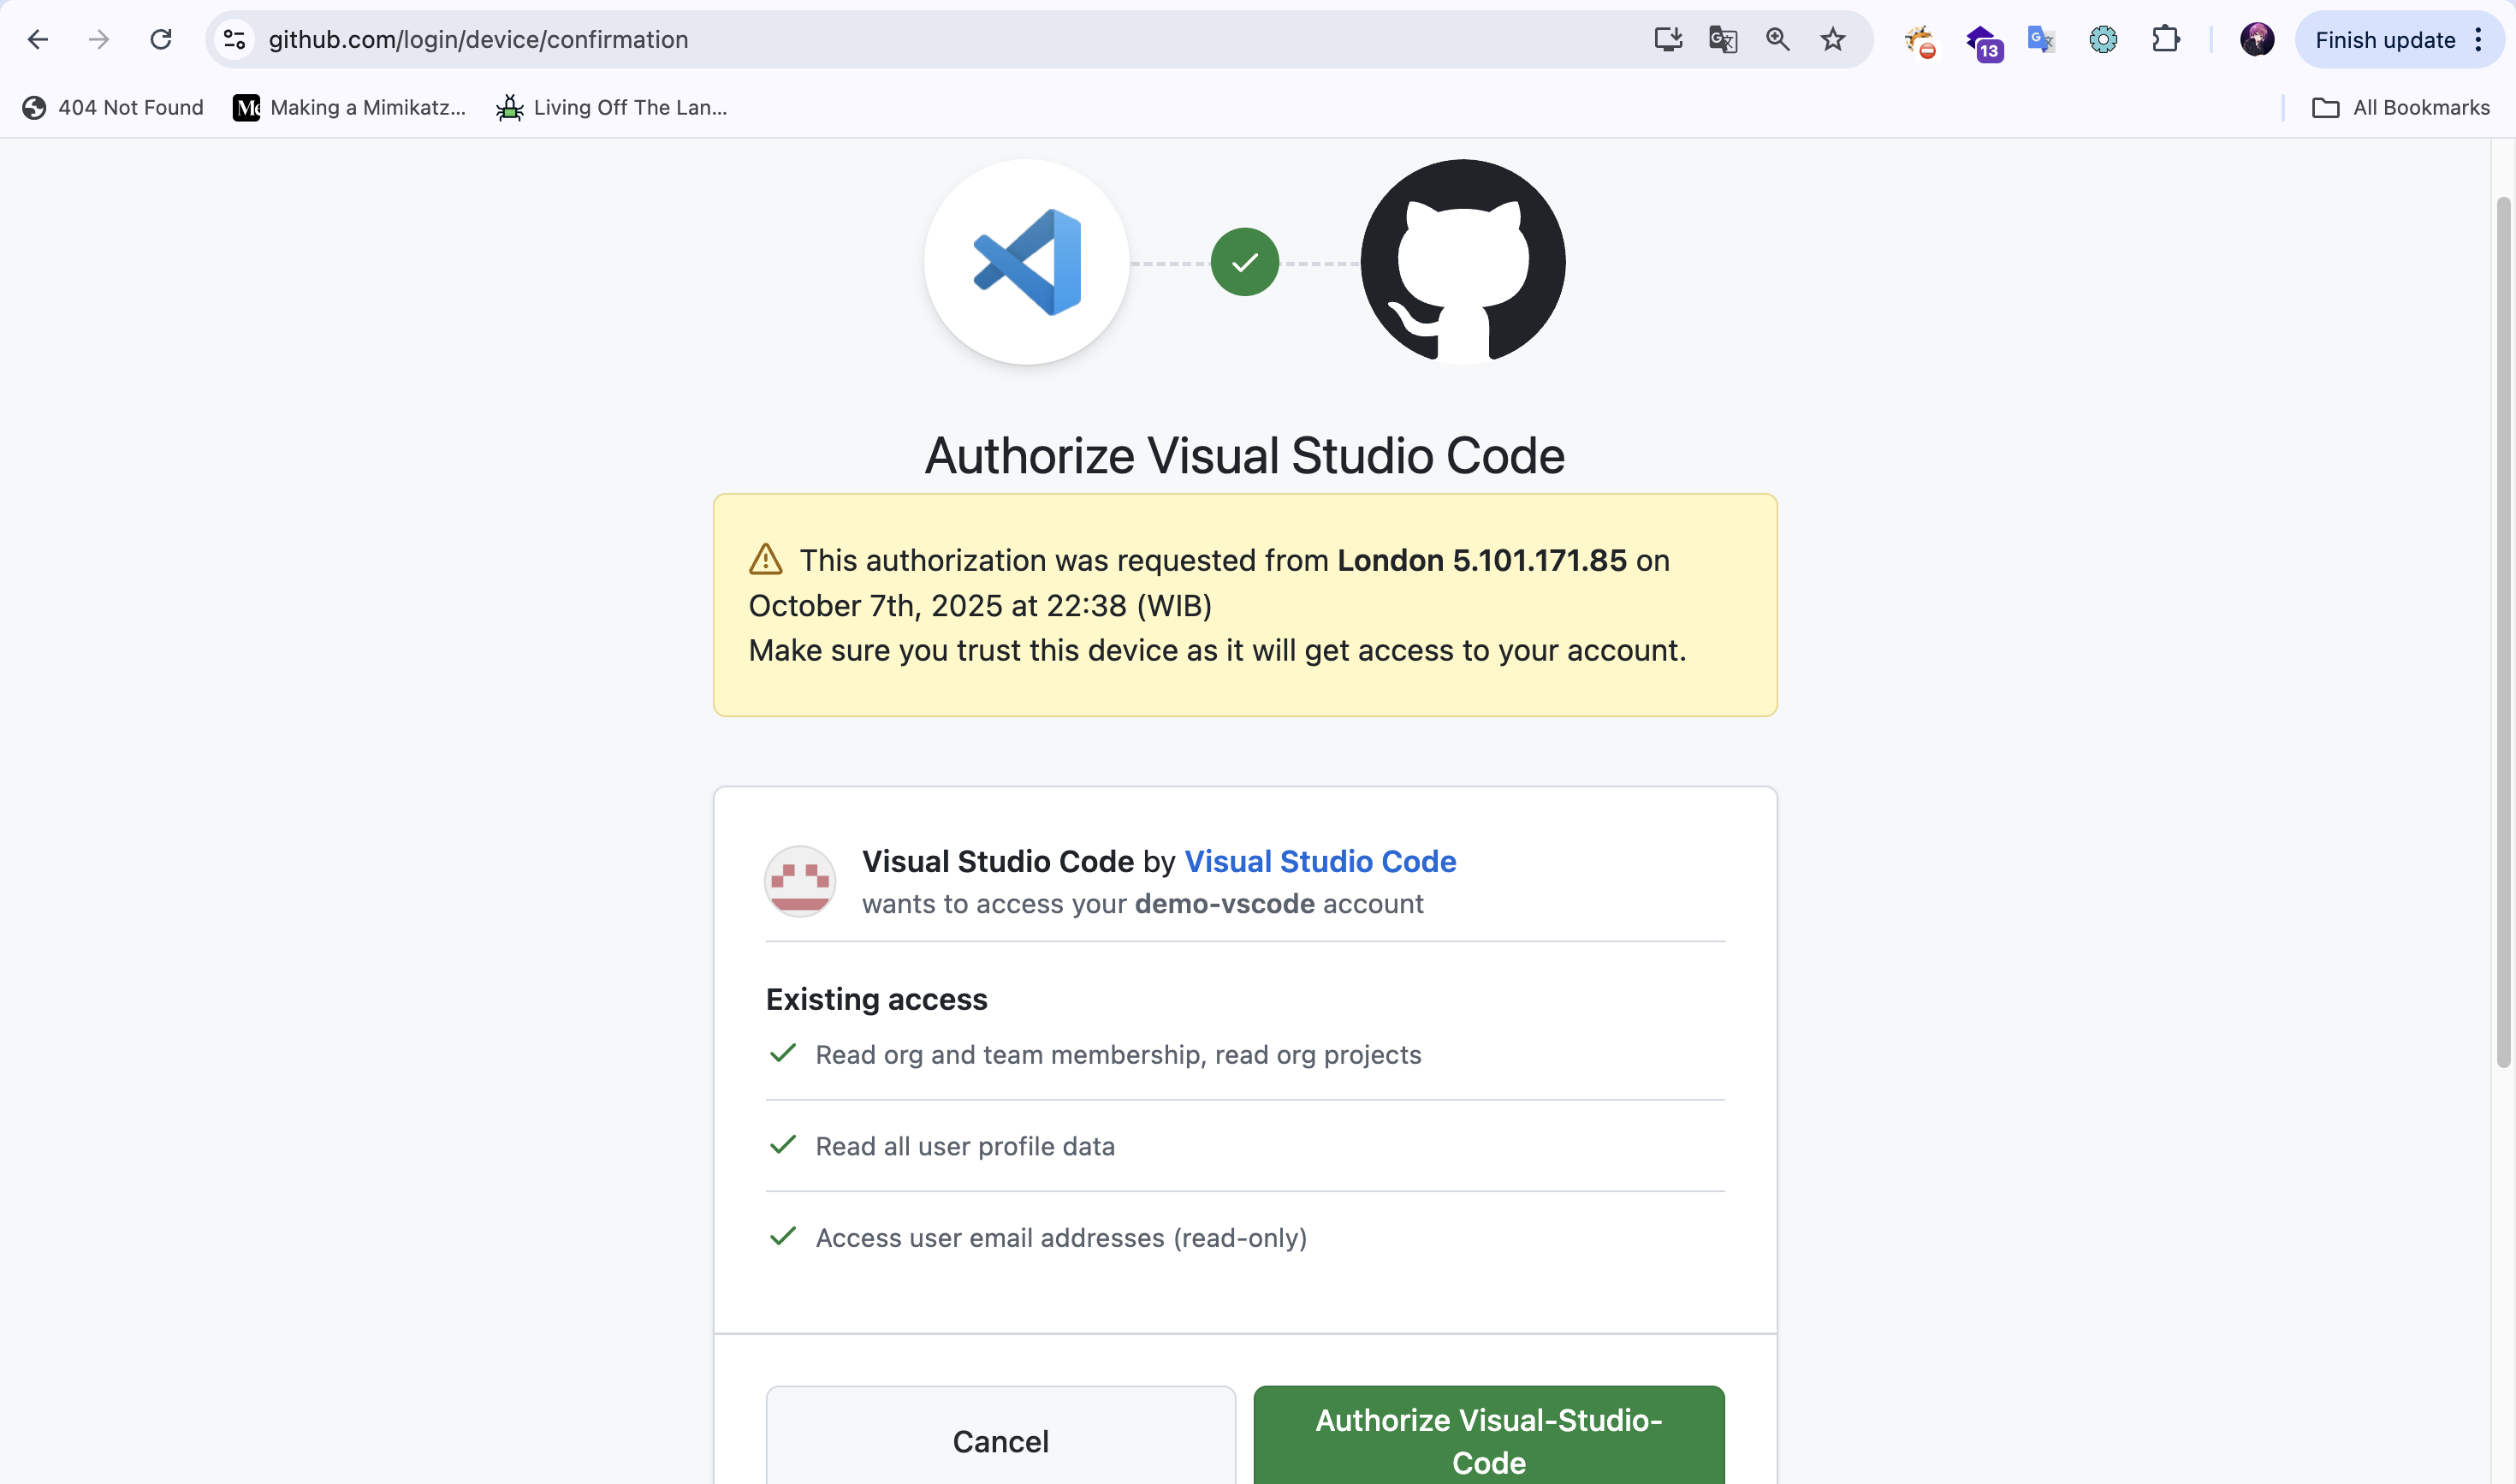 github.com/login/device/confirmation
13
Finish update
404 Not Found
Me
Making a Mimikatz...
Living Off The Lan...
All Bookmarks
Authorize Visual Studio Code
This authorization was requested from London 5.101.171.85 on
October 7th, 2025 at 22:38 (WIB)
Make sure you trust this device as it will get access to your account.
Visual Studio Code by Visual Studio Code
wants to access your demo-vscode account
Existing access
Read org and team membership, read org projects
Read all user profile data
Access user email addresses (read-only)
Cancel
Authorize Visual-Studio-
Code